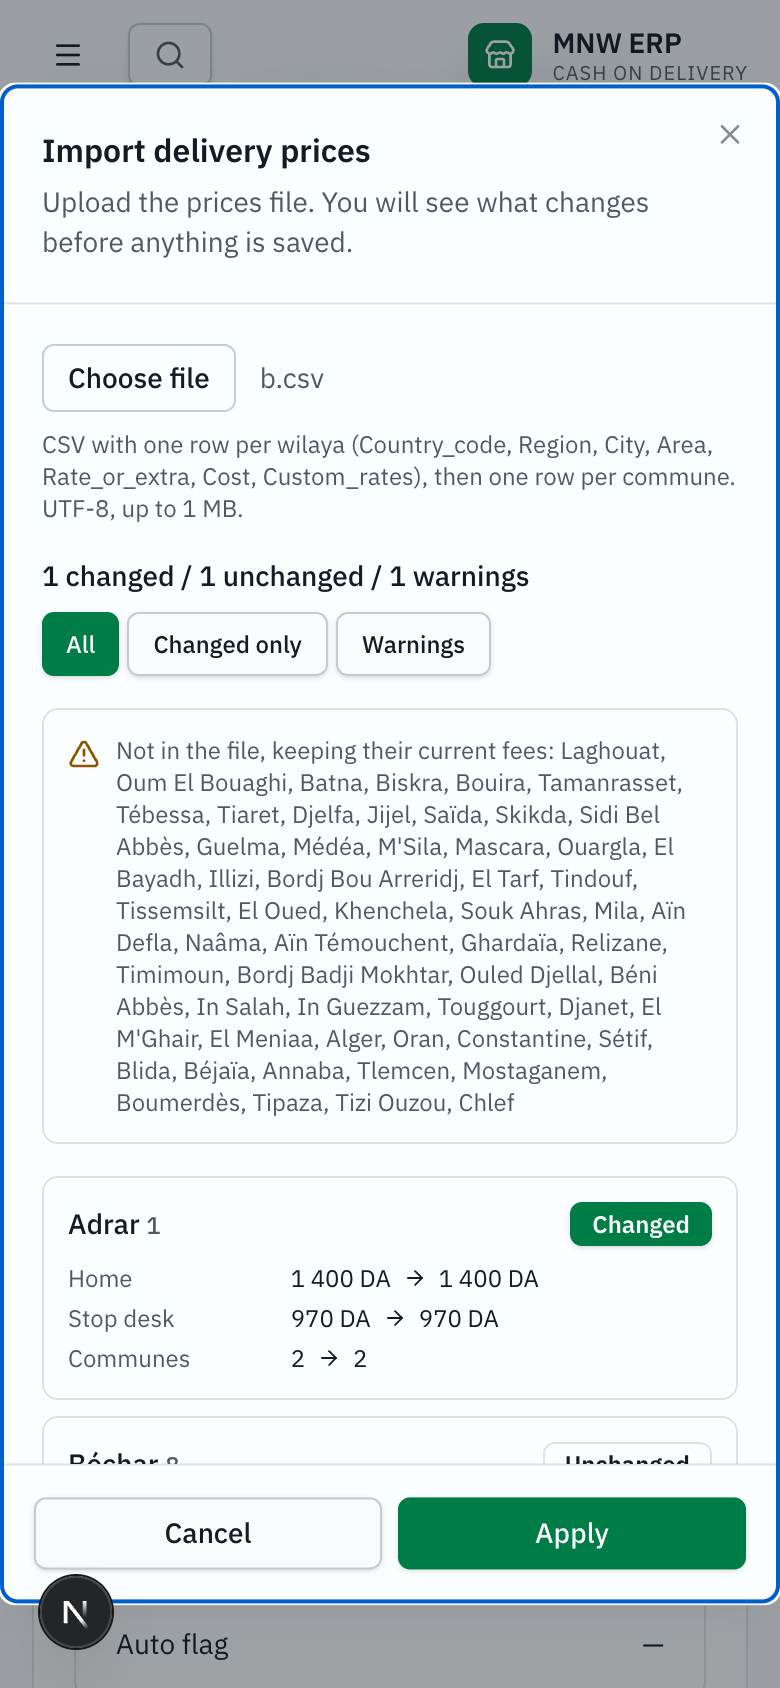 MNW ERP
CASH ON DELIVERY
Import delivery prices
Upload the prices file. You will see what changes
before anything is saved.
Choose file
b.csv
CSV with one row per wilaya (Country_code, Region, City, Area,
Rate_or_extra, Cost, Custom_rates), then one row per commune.
UTF-8, up to 1 MB.
1 changed / 1 unchanged / 1 warnings
All
Changed only
Warnings
Not in the file, keeping their current fees: Laghouat,
Oum El Bouaghi, Batna, Biskra, Bouira, Tamanrasset,
Tébessa, Tiaret, Djelfa, Jijel, Saïda, Skikda, Sidi Bel
Abbès, Guelma, Médéa, M'Sila, Mascara, Ouargla, El
Bayadh, Illizi, Bordj Bou Arreridj, El Tarf, Tindouf,
Tissemsilt, El Oued, Khenchela, Souk Ahras, Mila, Aïn
Defla, Naâma, Aïn Témouchent, Ghardaïa, Relizane,
Timimoun, Bordj Badji Mokhtar, Ouled Djellal, Béni
Abbès, In Salah, In Guezzam, Touggourt, Djanet, El
M'Ghair, El Meniaa, Alger, Oran, Constantine, Sétif,
Blida, Béjaïa, Annaba, Tlemcen, Mostaganem,
Boumerdès, Tipaza, Tizi Ouzou, Chlef
Adrar 1
Changed
Home 1 400 DA → 1 400 DA
Stop desk 970 DA → 970 DA
Communes 2 → 2
Béchar 8
Unchanged
Cancel
Apply
N
Auto flag —